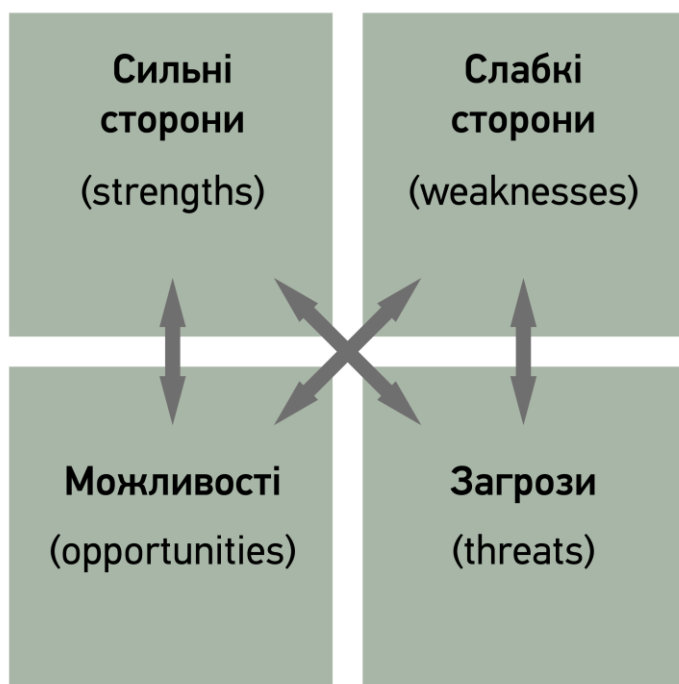 Сильні
сторони
(strengths)
Слабкі
сторони
(weaknesses)
Можливості
(opportunities)
Загрози
(threats)